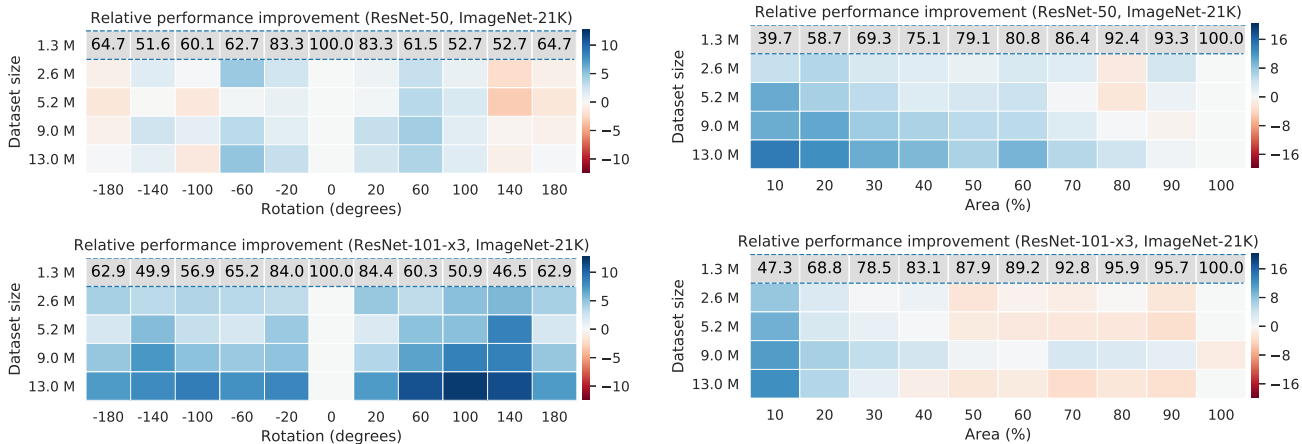 Relative performance improvement (ResNet-50, ImageNet-21K)
Dataset size
1.3 M 64.7 51.6 60.1 62.7 83.3 100.0 83.3 61.5 52.7 52.7 64.7
2.6 M
5.2 M
9.0 M
13.0 M
-180 -140 -100 -60 -20 0 20 60 100 140 180
Rotation (degrees)
10
5
0
−5
−10
Relative performance improvement (ResNet-50, ImageNet-21K)
Dataset size
1.3 M 39.7 58.7 69.3 75.1 79.1 80.8 86.4 92.4 93.3 100.0
2.6 M
5.2 M
9.0 M
13.0 M
10 20 30 40 50 60 70 80 90 100
Area (%)
16
8
0
−8
−16
Relative performance improvement (ResNet-101-x3, ImageNet-21K)
Dataset size
1.3 M 62.9 49.9 56.9 65.2 84.0 100.0 84.4 60.3 50.9 46.5 62.9
2.6 M
5.2 M
9.0 M
13.0 M
-180 -140 -100 -60 -20 0 20 60 100 140 180
Rotation (degrees)
10
5
0
−5
−10
Relative performance improvement (ResNet-101-x3, ImageNet-21K)
Dataset size
1.3 M 47.3 68.8 78.5 83.1 87.9 89.2 92.8 95.9 95.7 100.0
2.6 M
5.2 M
9.0 M
13.0 M
10 20 30 40 50 60 70 80 90 100
Area (%)
16
8
0
−8
−16